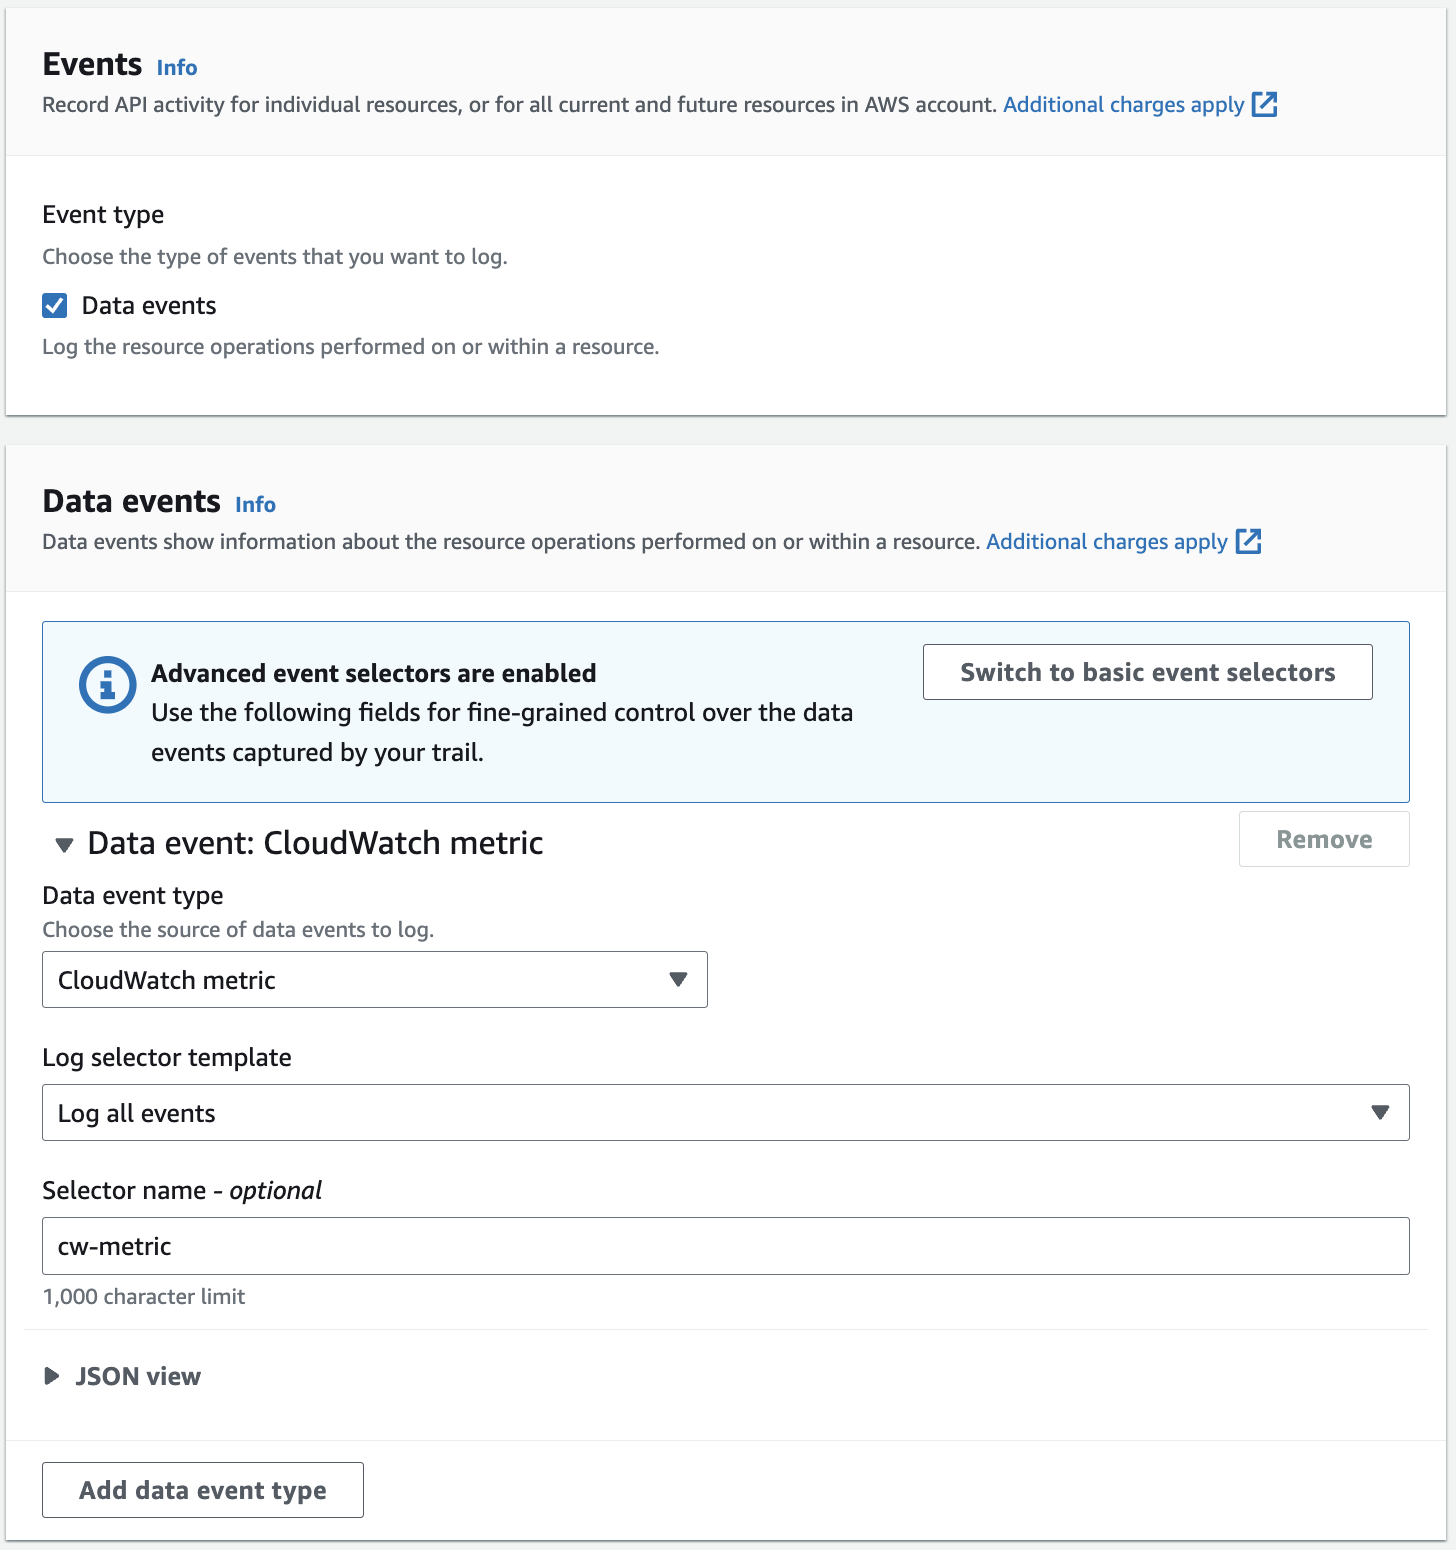 Events Info
Record API activity for individual resources, or for all current and future resources in AWS account. Additional charges apply
Event type
Choose the type of events that you want to log.
Data events
Log the resource operations performed on or within a resource.
Data events Info
Data events show information about the resource operations performed on or within a resource. Additional charges apply
Advanced event selectors are enabled
Switch to basic event selectors
Use the following fields for fine-grained control over the data
events captured by your trail.
Data event: CloudWatch metric
Remove
Data event type
Choose the source of data events to log.
CloudWatch metric
Log selector template
Log all events
Selector name - optional
cw-metric
1,000 character limit
JSON view
Add data event type